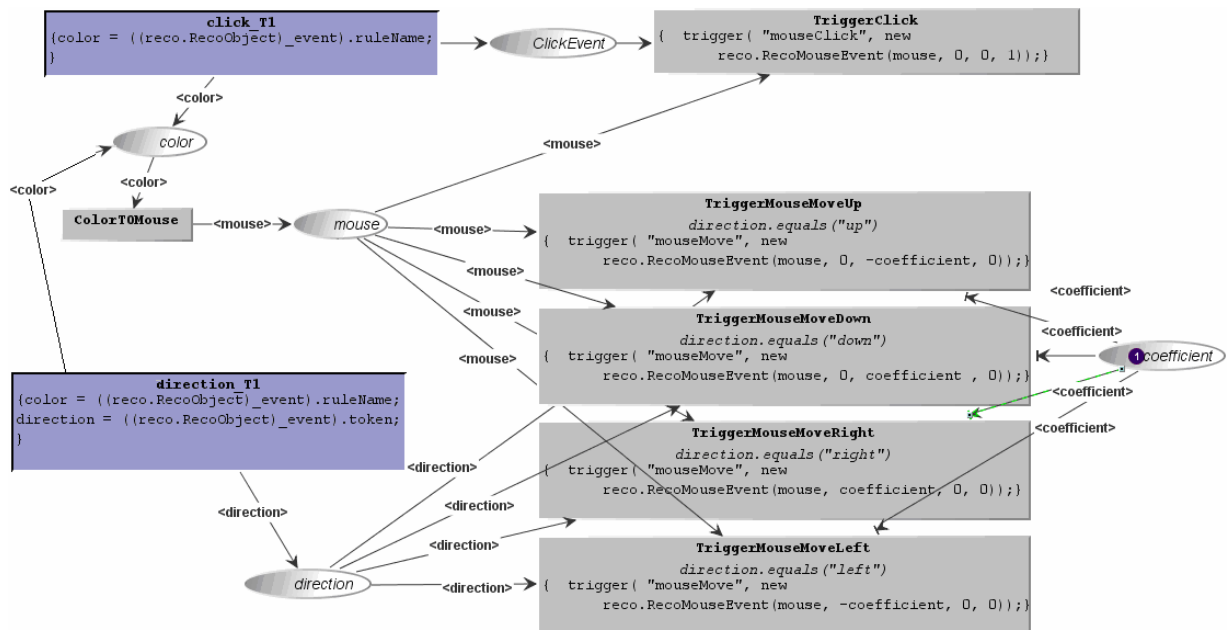 click_T1
{color = ((reco.RecoObject)_event).ruleName;
}
ClickEvent
TriggerClick
{ trigger( "mouseClick", new
reco.RecoMouseEvent(mouse, 0, 0, 1));}
<color>
color
<mouse>
<color>
<color>
ColorTOMouse
<mouse>
mouse
<mouse>
TriggerMouseMoveUp
direction.equals("up")
{ trigger( "mouseMove", new
reco.RecoMouseEvent(mouse, 0, -coefficient, 0));}
<mouse>
<coefficient>
<mouse>
TriggerMouseMoveDown
direction.equals("down")
{ trigger( "mouseMove", new
reco.RecoMouseEvent(mouse, 0, coefficient , 0));}
<coefficient>
<mouse>
1
coefficient
direction_T1
{color = ((reco.RecoObject)_event).ruleName;
direction = ((reco.RecoObject)_event).token;
}
<coefficient>
<coefficient>
TriggerMouseMoveRight
direction.equals("right")
{ trigger( "mouseMove", new
reco.RecoMouseEvent(mouse, coefficient, 0, 0));}
<direction>
<direction>
<direction>
<direction>
TriggerMouseMoveLeft
direction.equals("left")
{ trigger( "mouseMove", new
reco.RecoMouseEvent(mouse, -coefficient, 0, 0));}
direction
<direction>